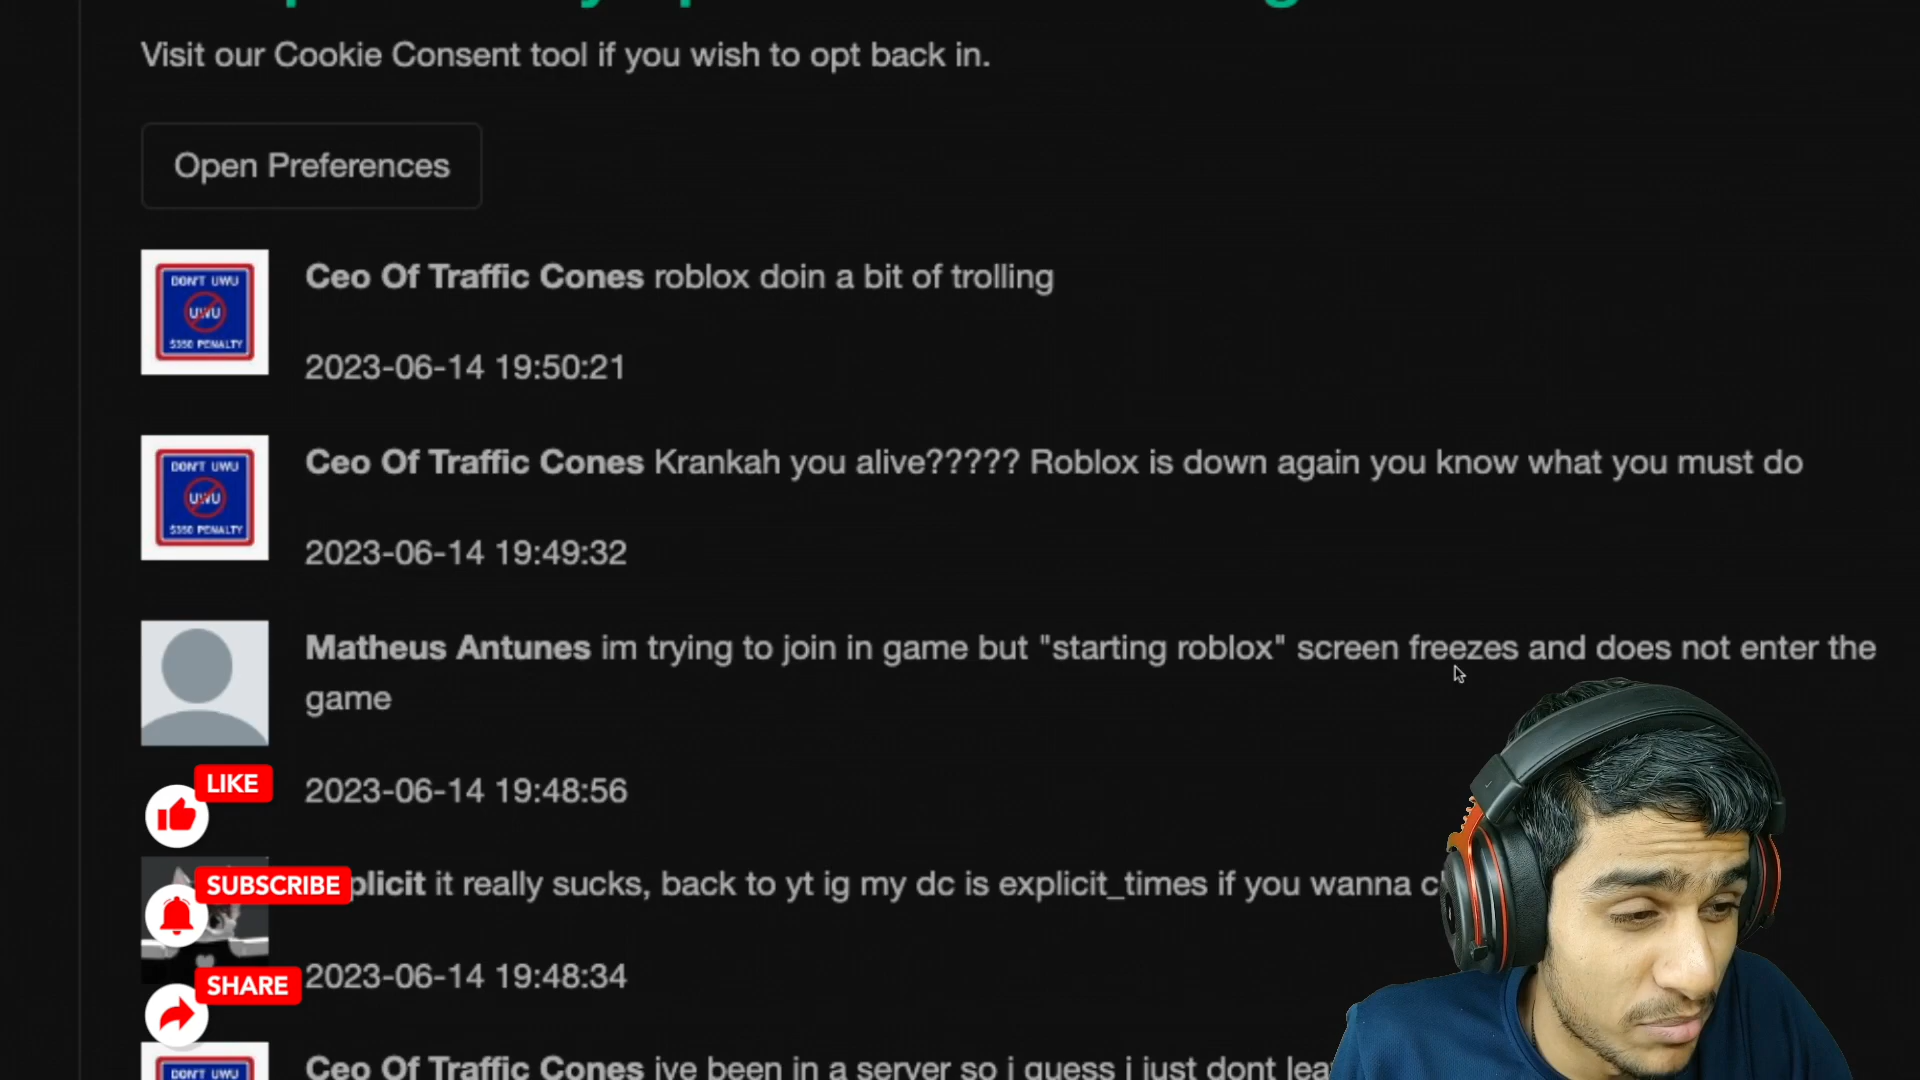 Visit our Cookie Consent tool if you wish to opt back in.
Open Preferences
DON'T UWU
UWU
$350 PENALTY
Ceo Of Traffic Cones roblox doin a bit of trolling
2023-06-14 19:50:21
DON'T UWU
UWU
$350 PENALTY
Ceo Of Traffic Cones Krankah you alive????? Roblox is down again you know what you must do
2023-06-14 19:49:32
Matheus Antunes im trying to join in game but "starting roblox" screen freezes and does not enter the
game
2023-06-14 19:48:56
LIKE
SUBSCRIBE
plicit it really sucks, back to yt ig my dc is explicit_times if you wanna
2023-06-14 19:48:34
SHARE
DON'T UWU
Ceo Of Traffic Cones ive been in a server so i guess i just dont